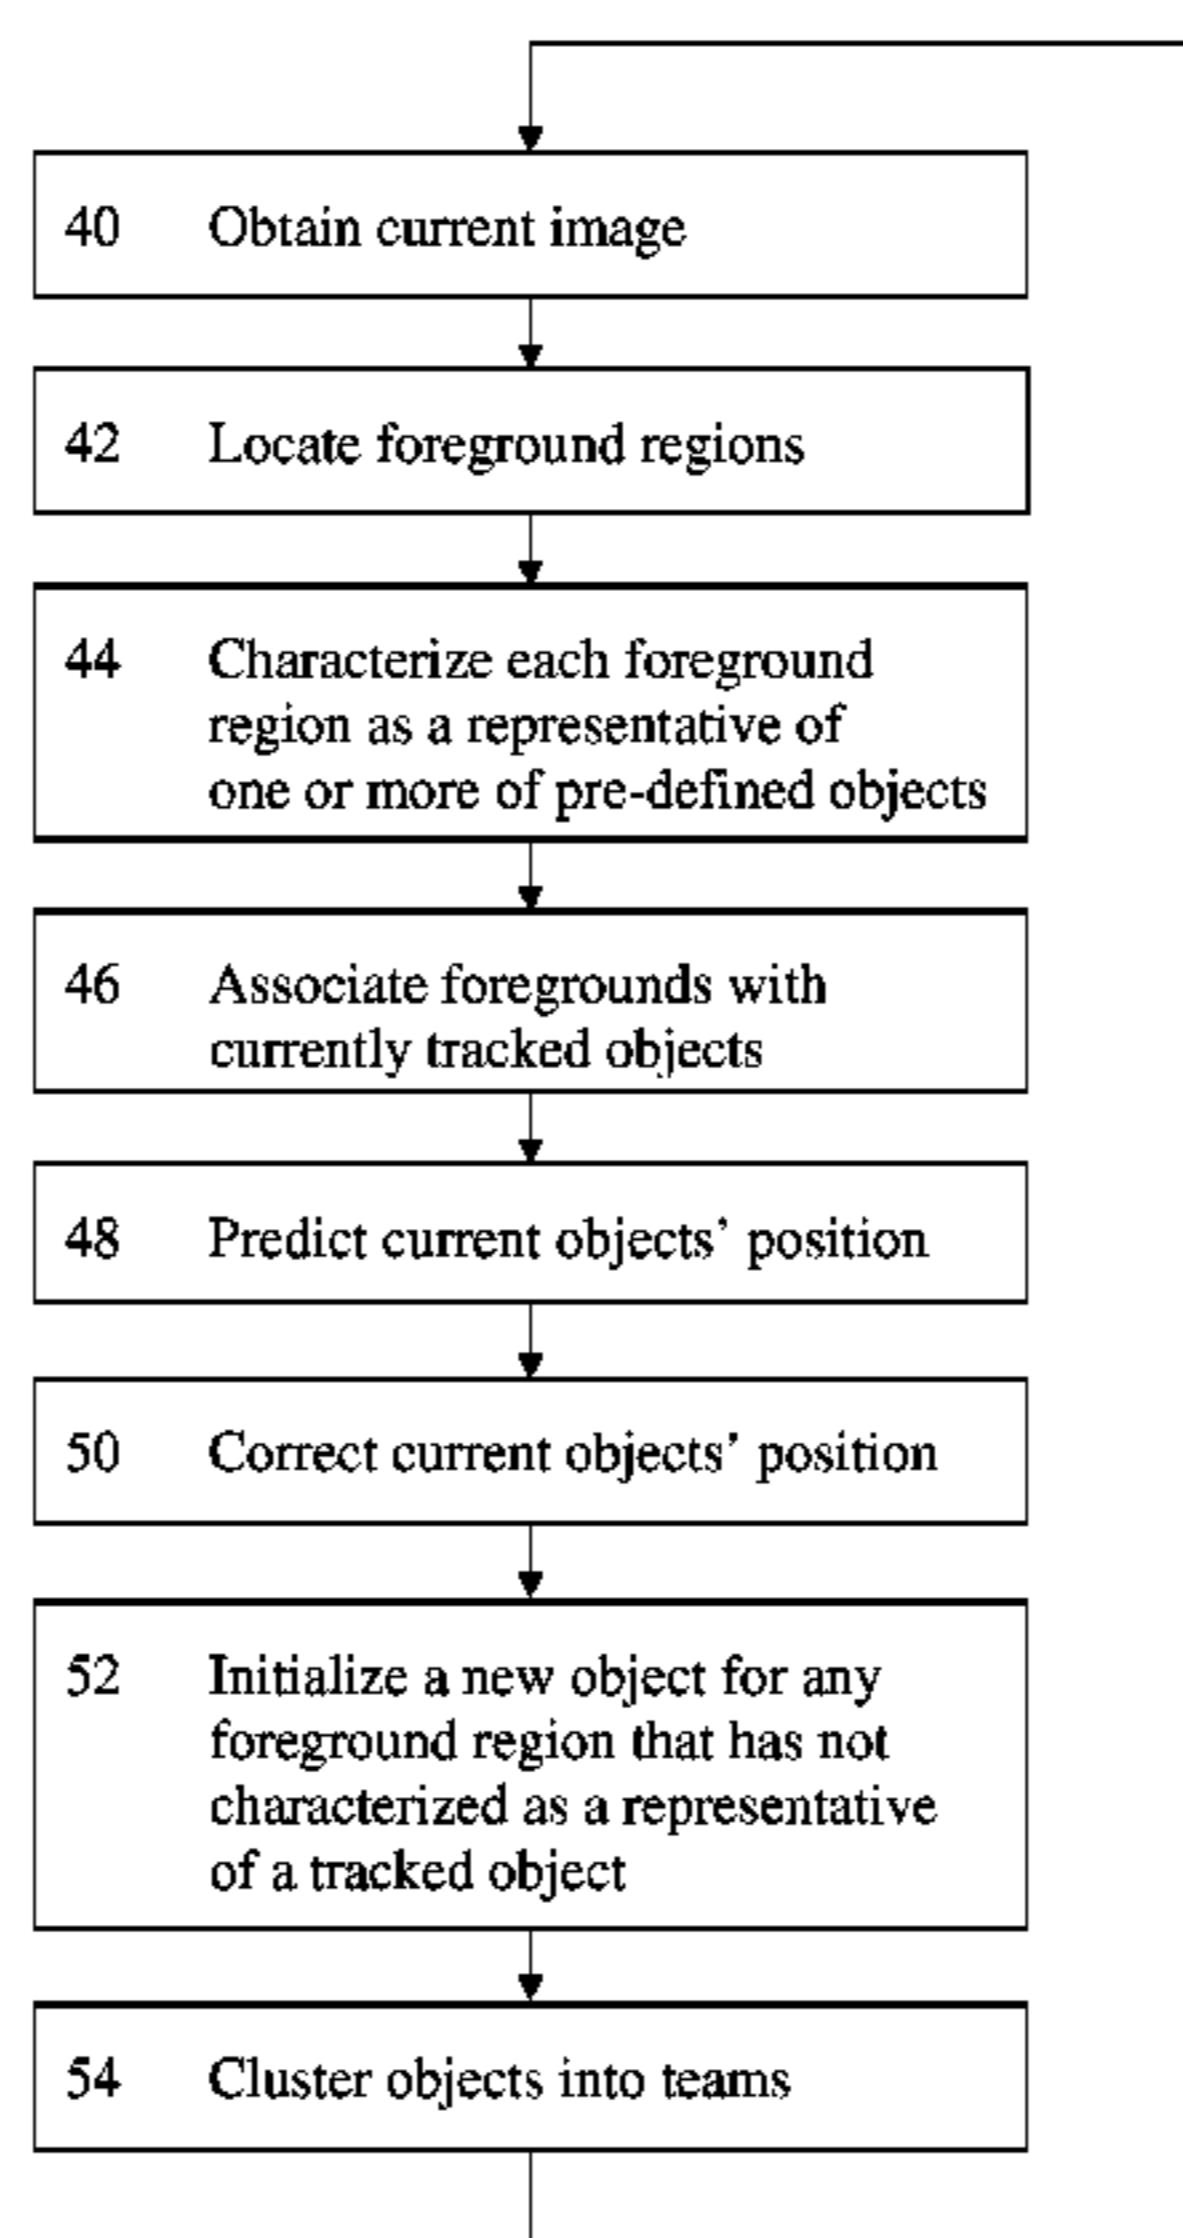 40 Obtain current image
42 Locate foreground regions
44 Characterize each foreground
region as a representative of
one or more of pre-defined objects
46 Associate foregrounds with
currently tracked objects
48 Predict current objects’ position
50 Correct current objects’ position
52 Initialize a new object for any
foreground region that has not
characterized as a representative
of a tracked object
54 Cluster objects into teams